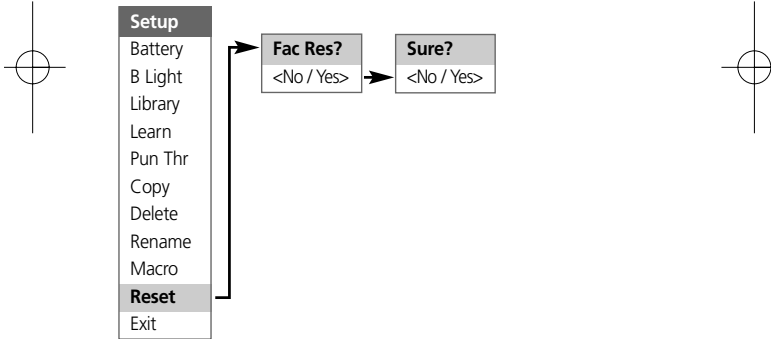 Setup
Battery
B Light
Library
Learn
Pun Thr
Copy
Delete
Rename
Macro
Reset
Exit
Fac Res?
<No / Yes>
Sure?
<No / Yes>